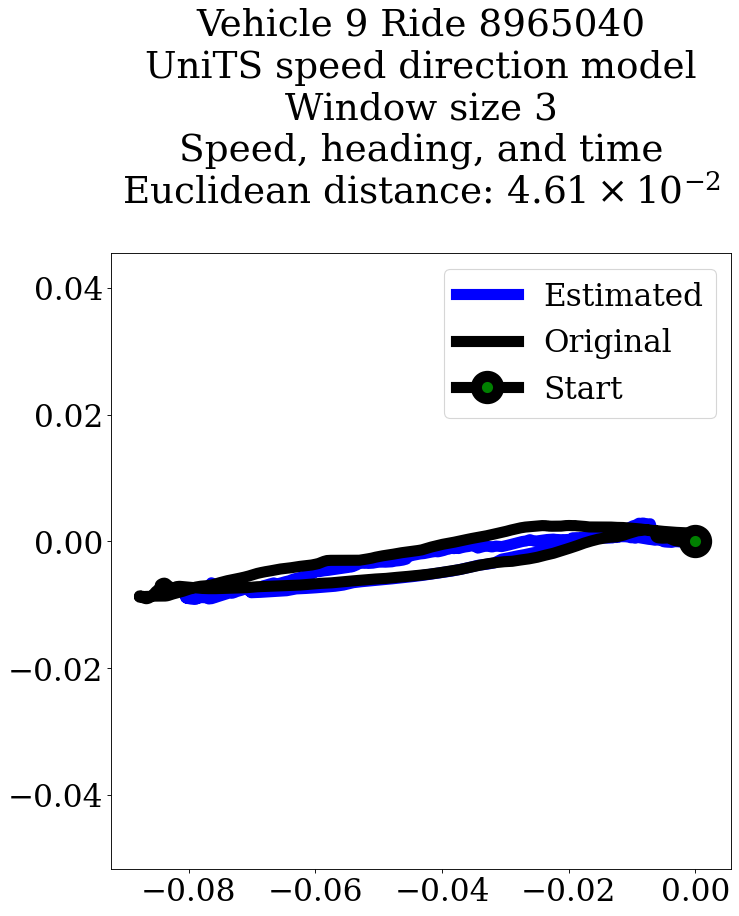 Vehicle 9 Ride 8965040
UniTS speed direction model
Window size 3
Speed, heading, and time
Euclidean distance: 4.61 × 10⁻²
Estimated
Original
Start
0.04
0.02
0.00
−0.02
−0.04
−0.08 −0.06 −0.04 −0.02 0.00